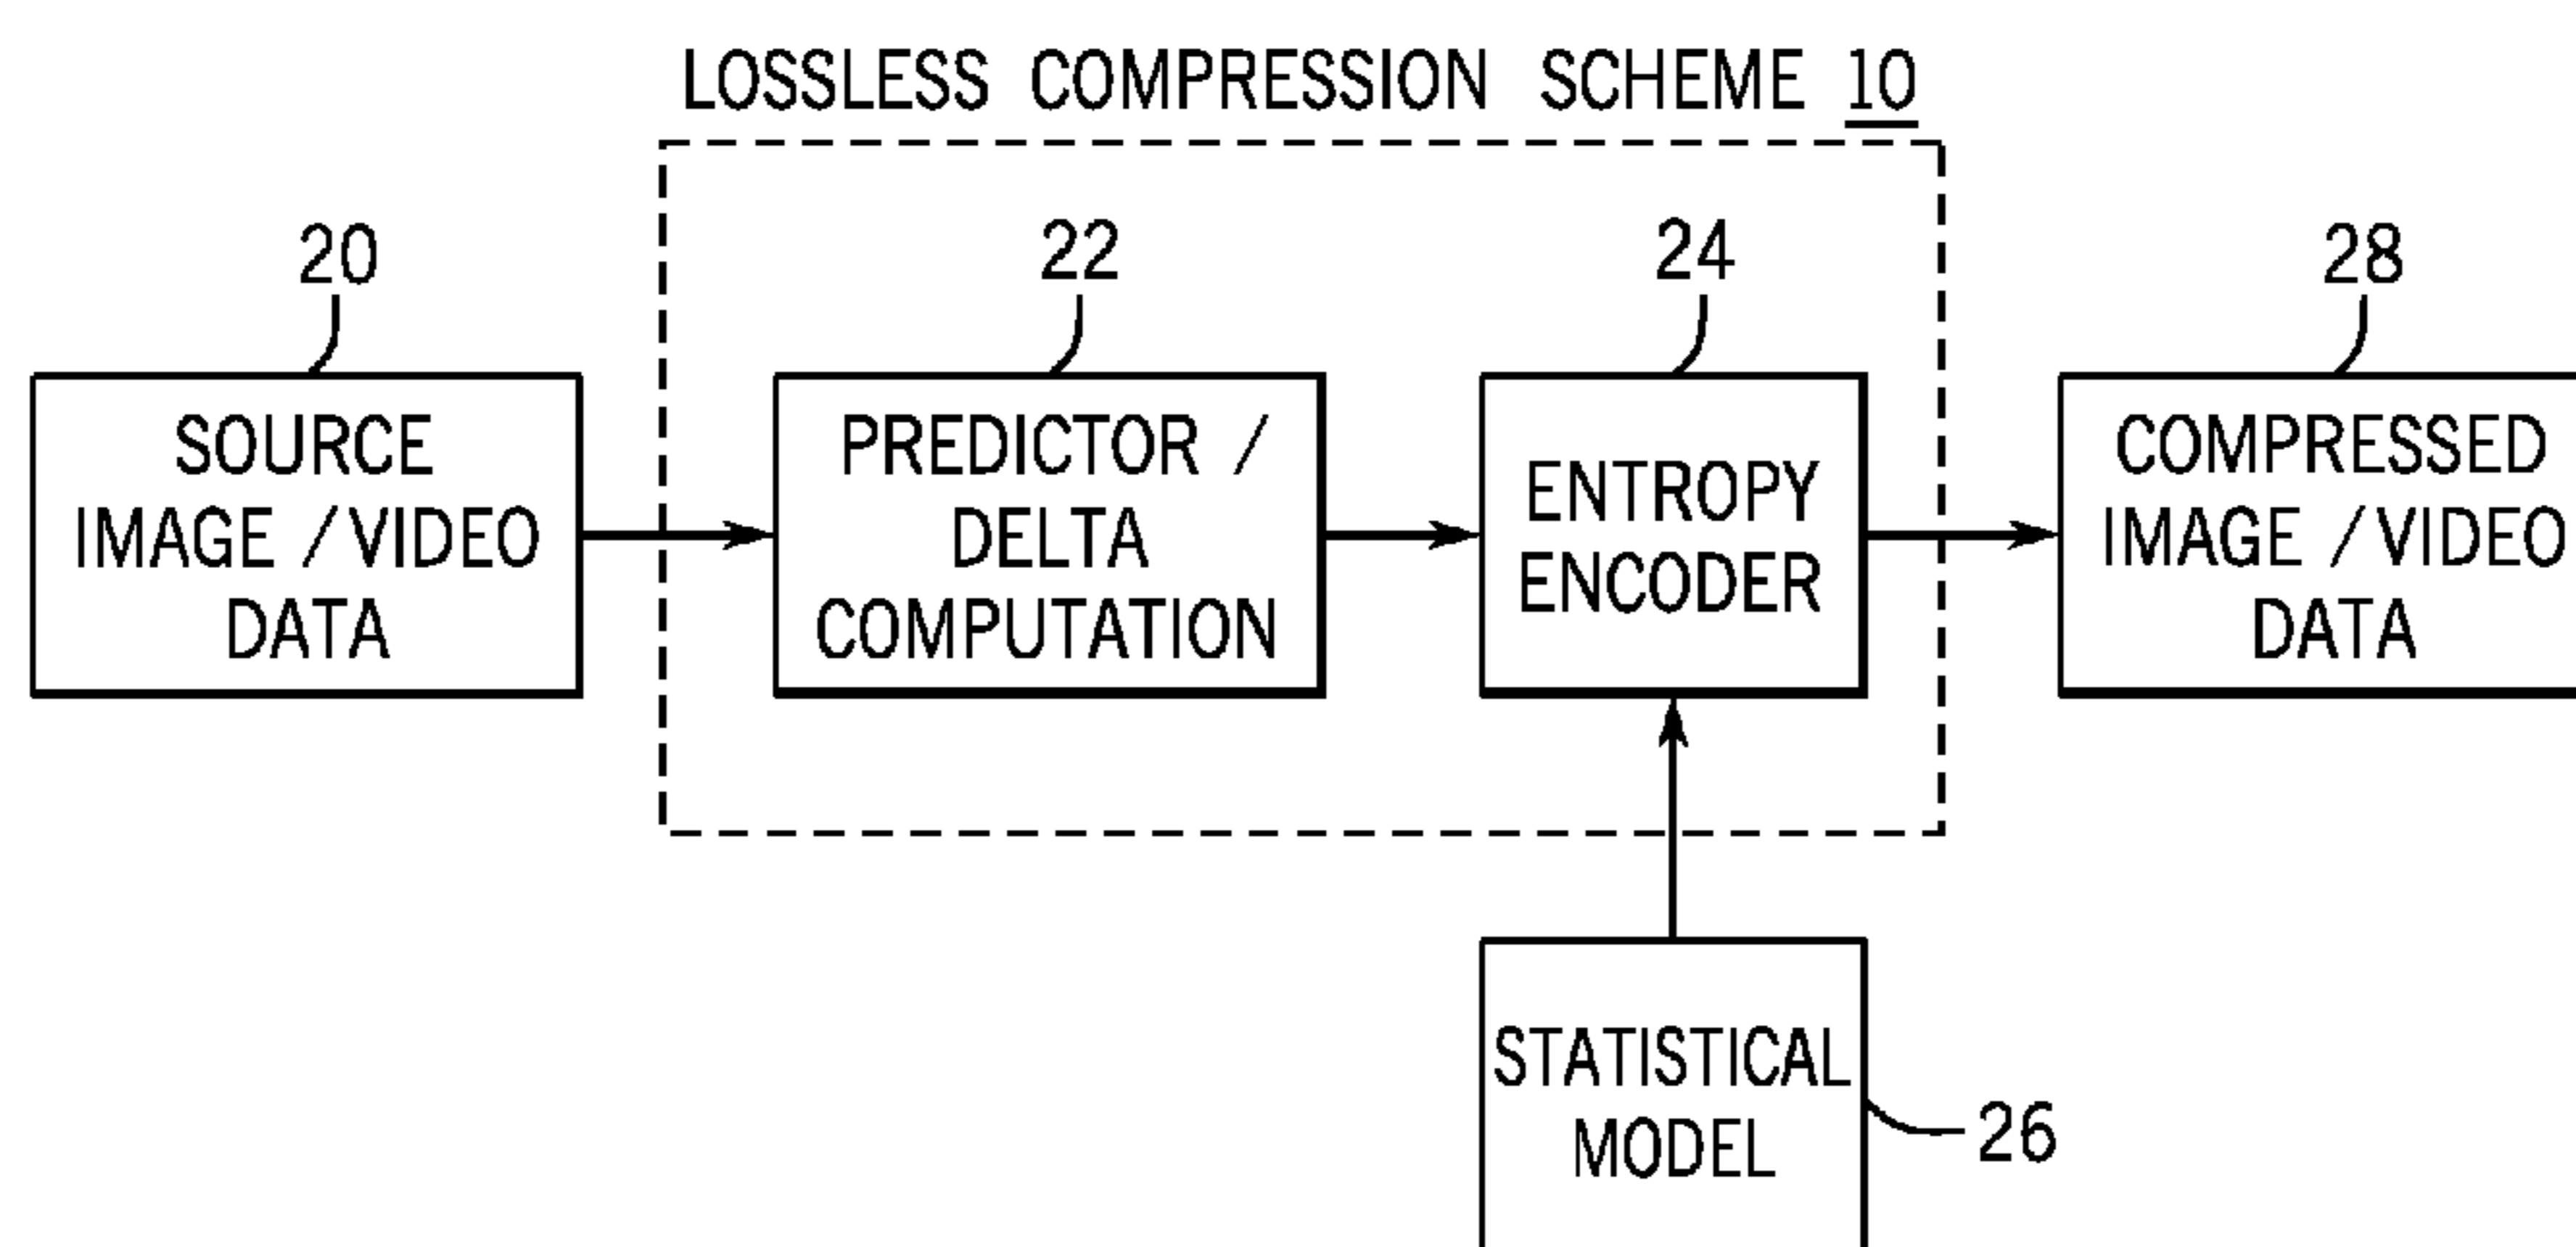 LOSSLESS COMPRESSION SCHEME 10
20
22
24
28
SOURCE
IMAGE / VIDEO
DATA
PREDICTOR /
DELTA
COMPUTATION
ENTROPY
ENCODER
COMPRESSED
IMAGE / VIDEO
DATA
STATISTICAL
MODEL
26